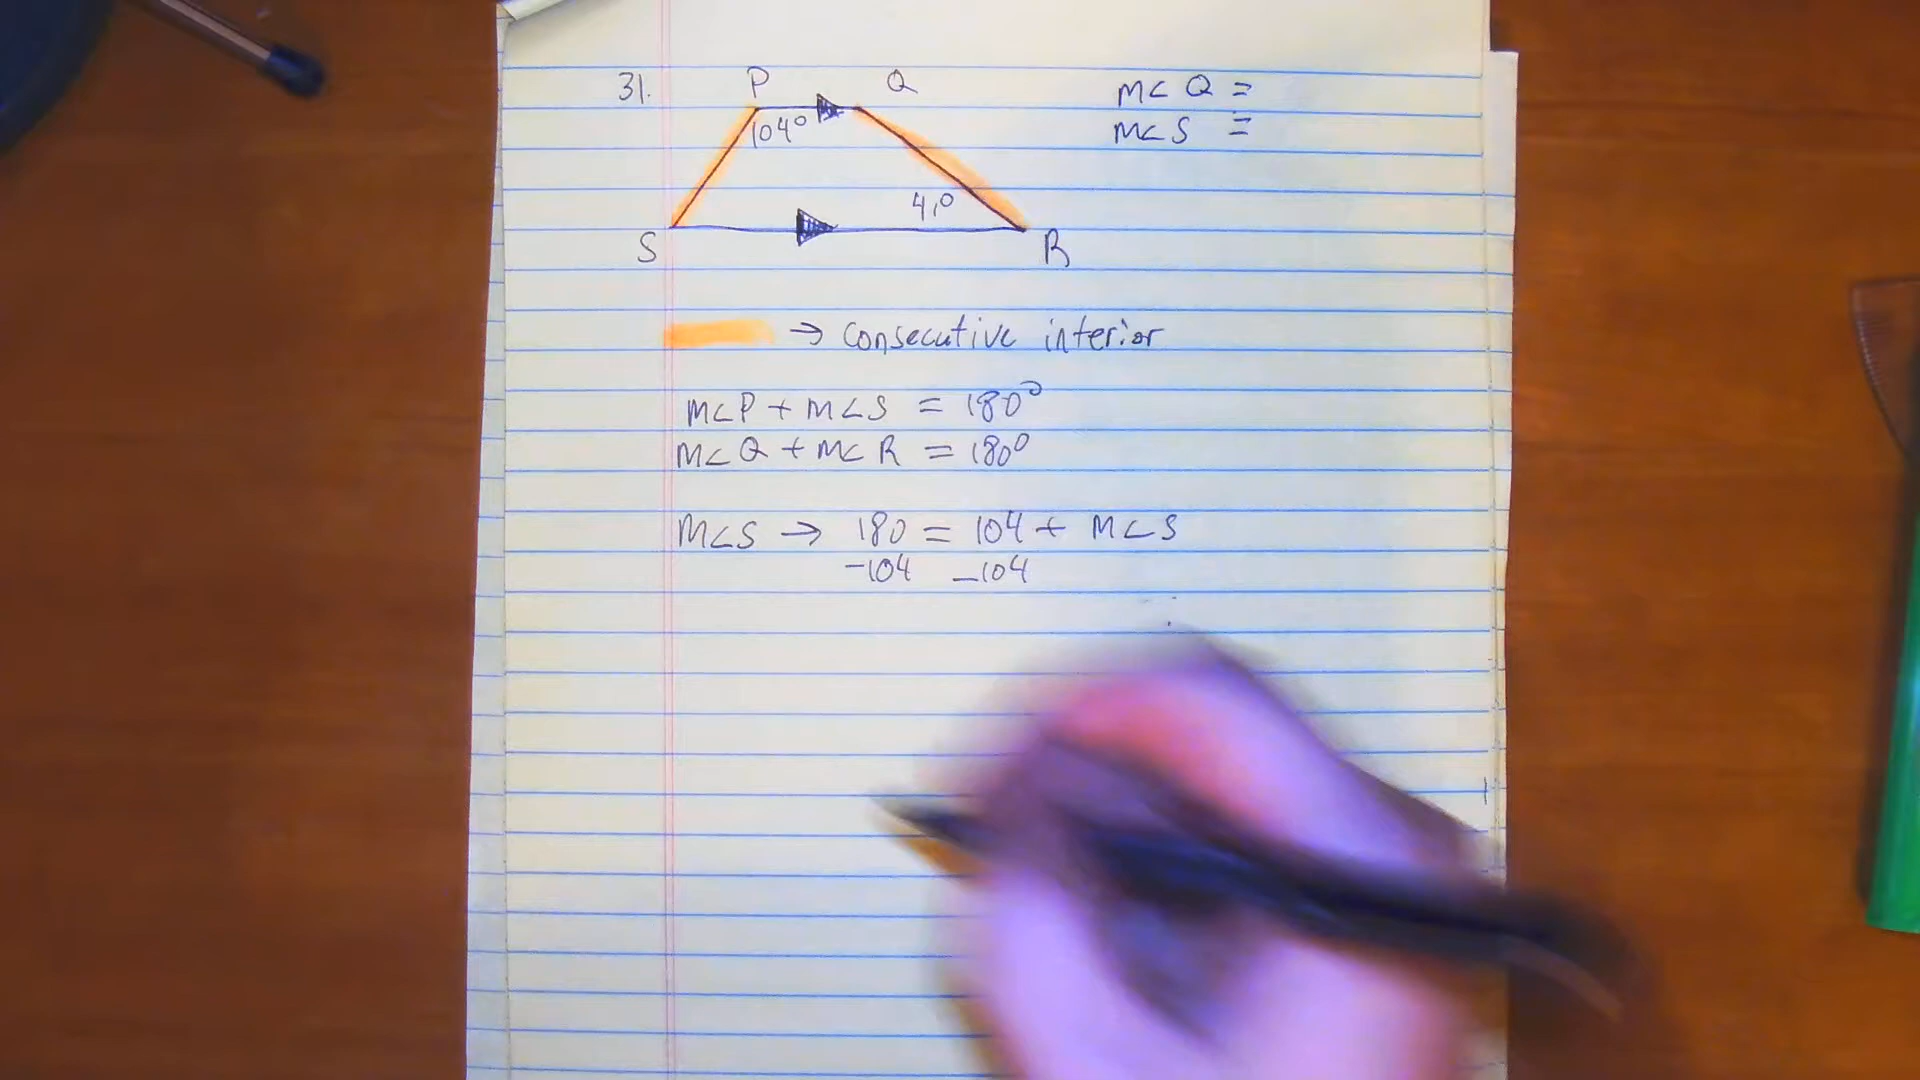 31.
P Q
104°
41°
S R
m∠Q =
m∠S =
→ consecutive interior
m∠P + m∠S = 180°
m∠Q + m∠R = 180°
m∠S → 180 = 104 + m∠S
-104 -104